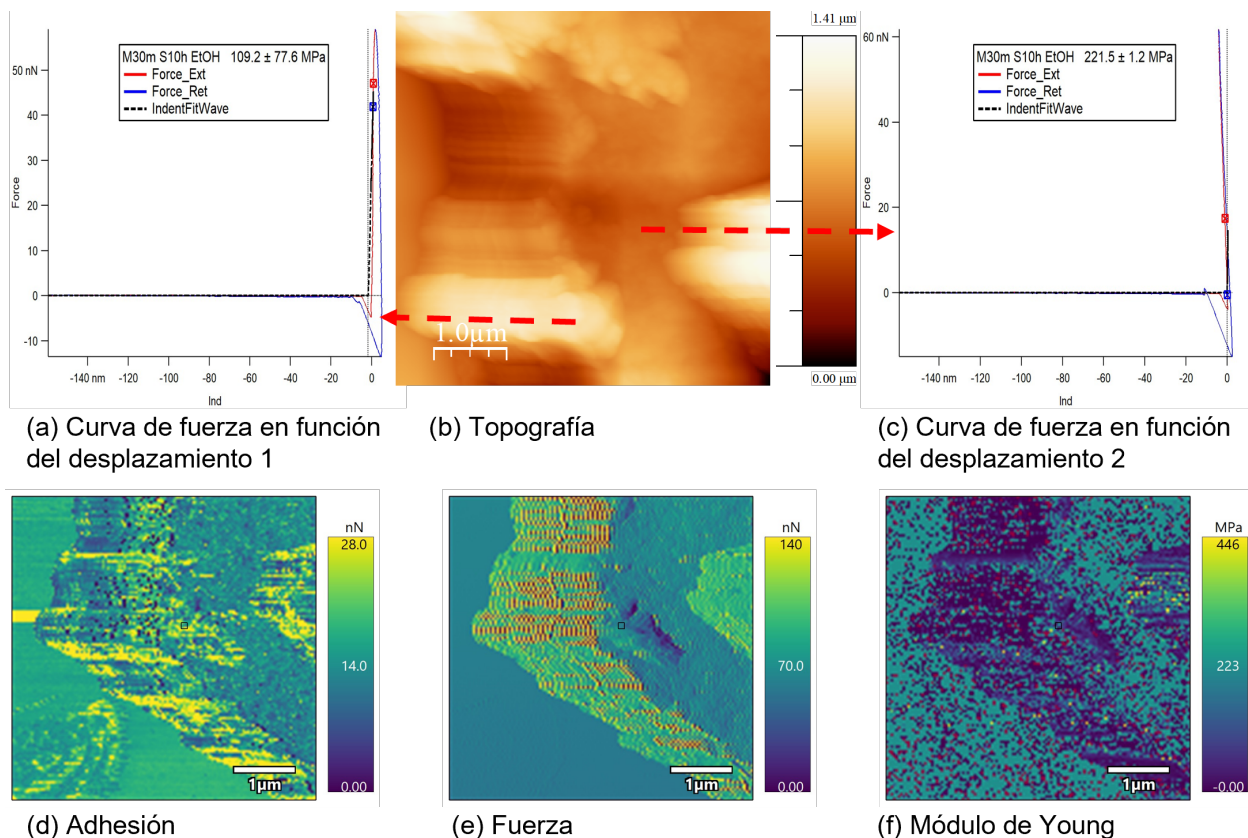 M30m S10h EtOH 109.2 ± 77.6 MPa
Force_Ext
Force_Ret
IndentFitWave
50 nN
40
30
20
10
0
-10
Force
-140 nm -120 -100 -80 -60 -40 -20 0
Ind
(a) Curva de fuerza en función
del desplazamiento 1
1.41 µm
0.00 µm
1.0µm
(b) Topografía
M30m S10h EtOH 221.5 ± 1.2 MPa
Force_Ext
Force_Ret
IndentFitWave
60 nN
40
20
0
Force
-140 nm -120 -100 -80 -60 -40 -20 0
Ind
(c) Curva de fuerza en función
del desplazamiento 2
nN
28.0
14.0
0.00
1µm
(d) Adhesión
nN
140
70.0
0.00
1µm
(e) Fuerza
MPa
446
223
-0.00
1µm
(f) Módulo de Young